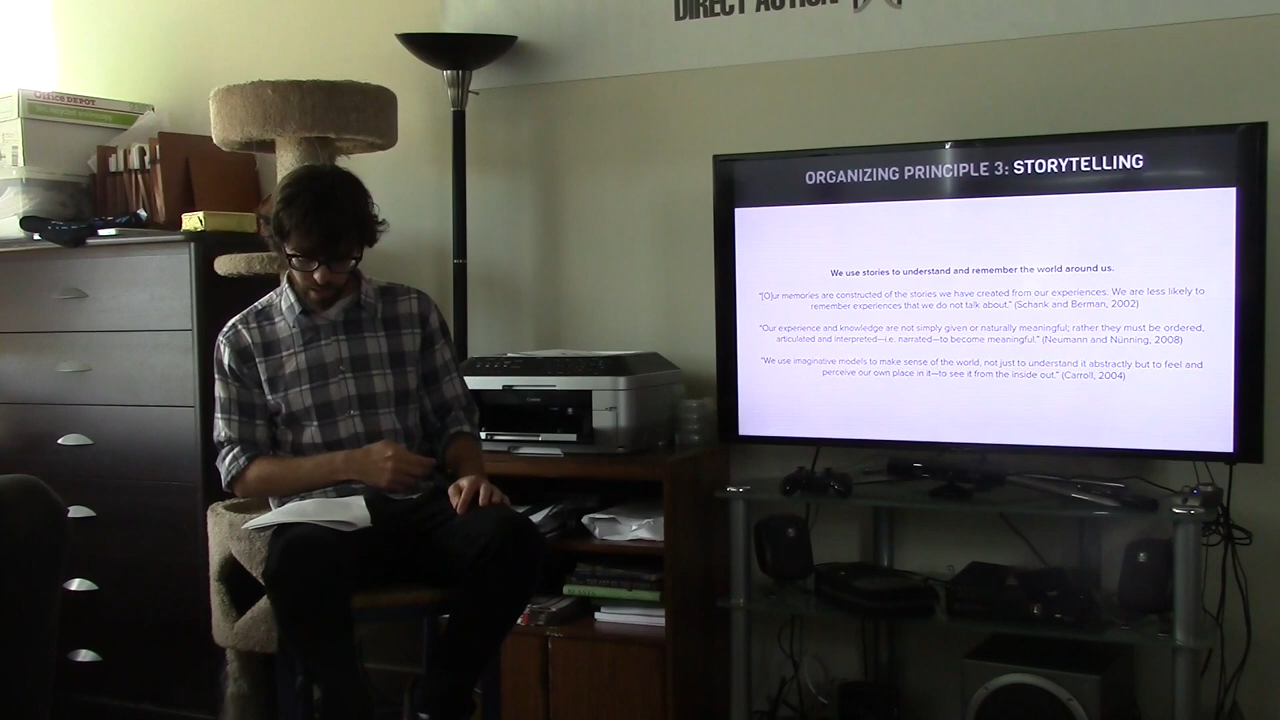 DIRECT ACTION
Office DEPOT
ORGANIZING PRINCIPLE 3: STORYTELLING
We use stories to understand and remember the world around us.
"[O]ur memories are constructed of the stories we have created from our experiences. We are less likely to
remember experiences that we do not talk about." (Schank and Berman, 2002)
"Our experience and knowledge are not simply given or naturally meaningful; rather they must be ordered,
articulated and interpreted—i.e. narrated—to become meaningful." (Neumann and Nünning, 2008)
"We use imaginative models to make sense of the world, not just to understand it abstractly but to feel and
perceive our own place in it—to see it from the inside out." (Carroll, 2004)
Canon